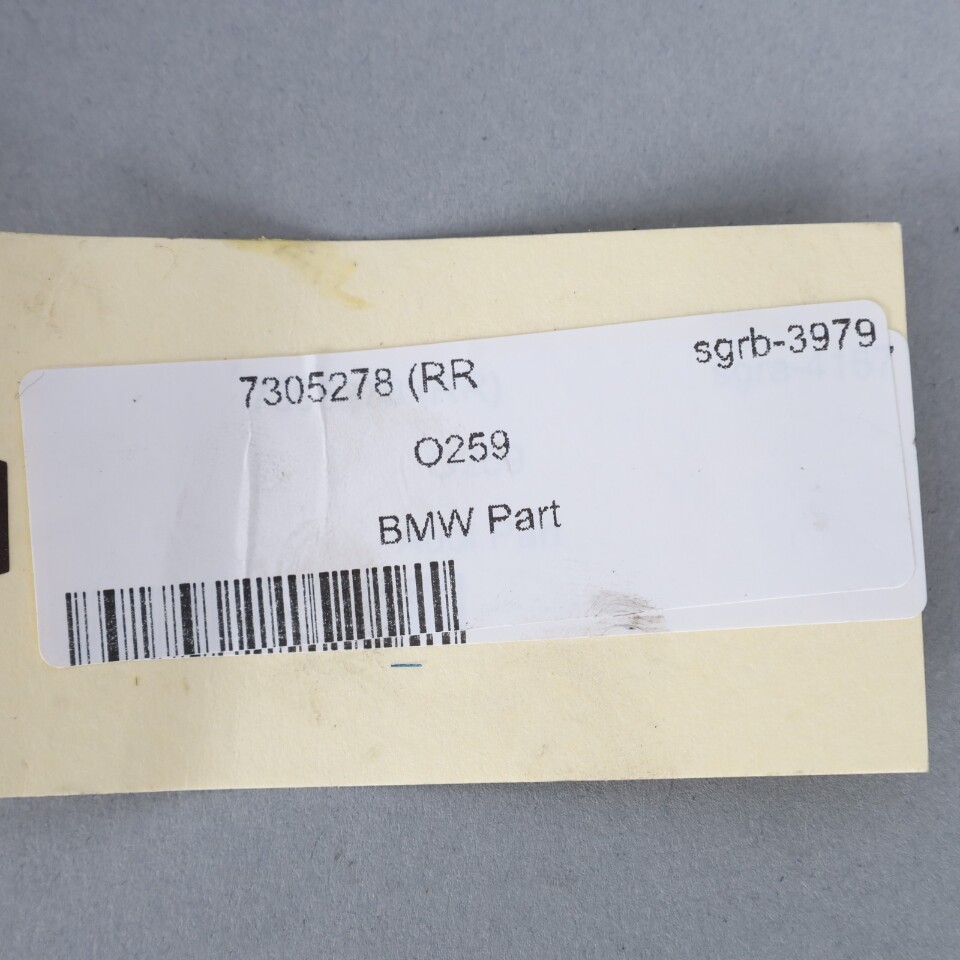 7305278 (RR sgrb-3979,
O259
BMW Part